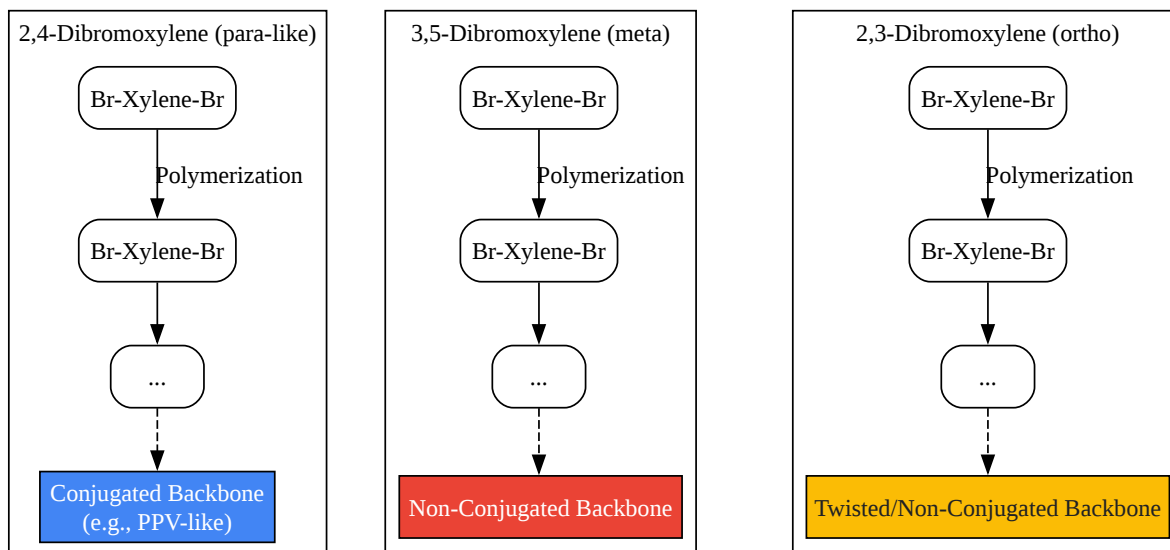 2,4-Dibromoxylene (para-like)
Br-Xylene-Br
Polymerization
Br-Xylene-Br
...
Conjugated Backbone
(e.g., PPV-like)
3,5-Dibromoxylene (meta)
Br-Xylene-Br
Polymerization
Br-Xylene-Br
...
Non-Conjugated Backbone
2,3-Dibromoxylene (ortho)
Br-Xylene-Br
Polymerization
Br-Xylene-Br
...
Twisted/Non-Conjugated Backbone